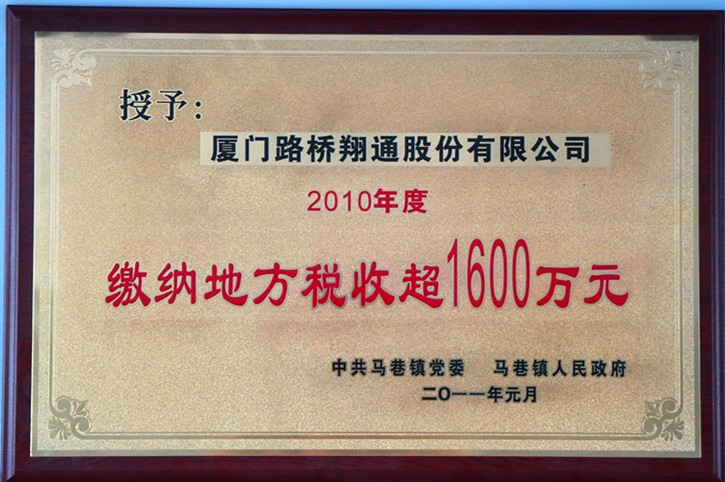 授予：
厦门路桥翔通股份有限公司
2010年度
缴纳地方税收超1600万元
中共马巷镇党委 马巷镇人民政府
二〇一一年元月